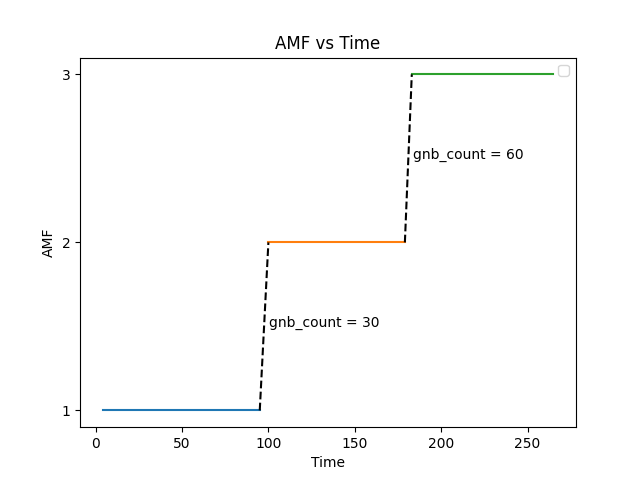 AMF vs Time
3
gnb_count = 60
2
AMF
gnb_count = 30
1
0 50 100 150 200 250
Time